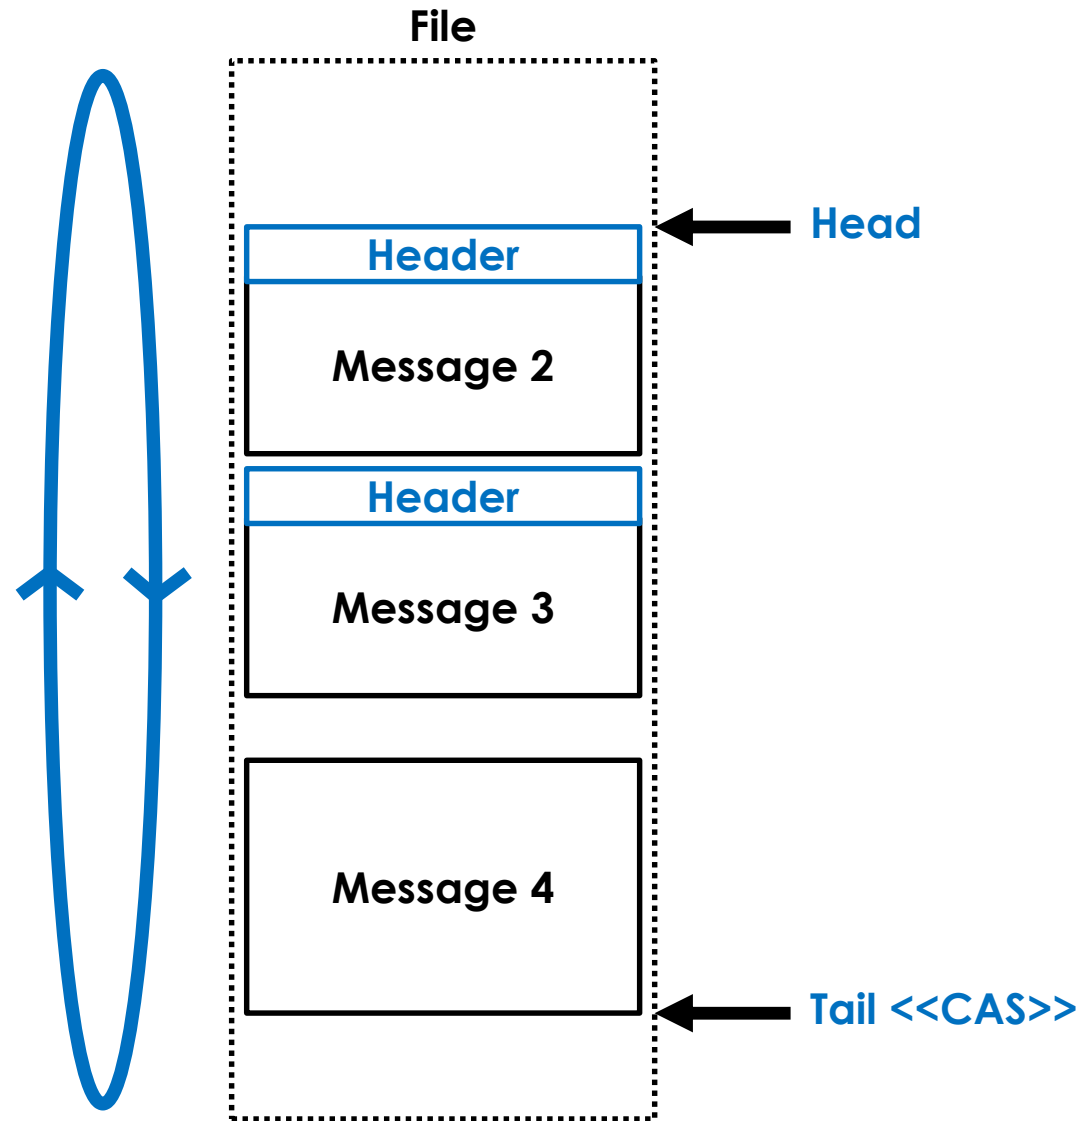 File
Head
Header
Message 2
Header
Message 3
Message 4
Tail <<CAS>>